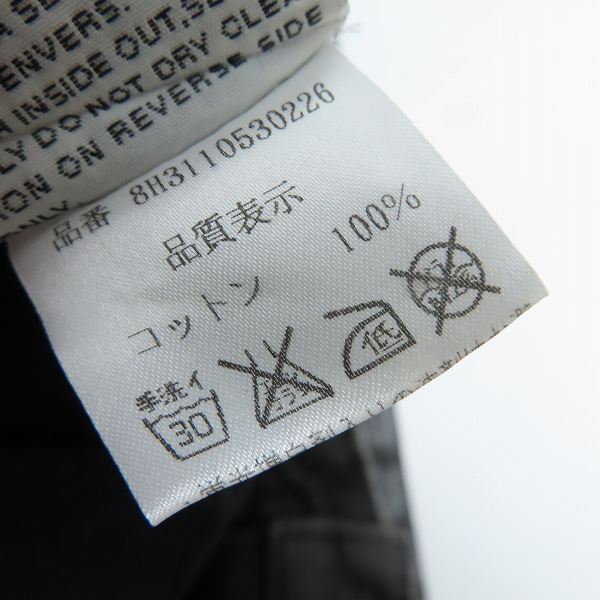 ENVERS.
INSIDE OUT.
DO NOT DRY CLEA
ON REVERSE SIDE
品番 8H3110530226
品質表示
コットン 100%
手洗イ
30
低